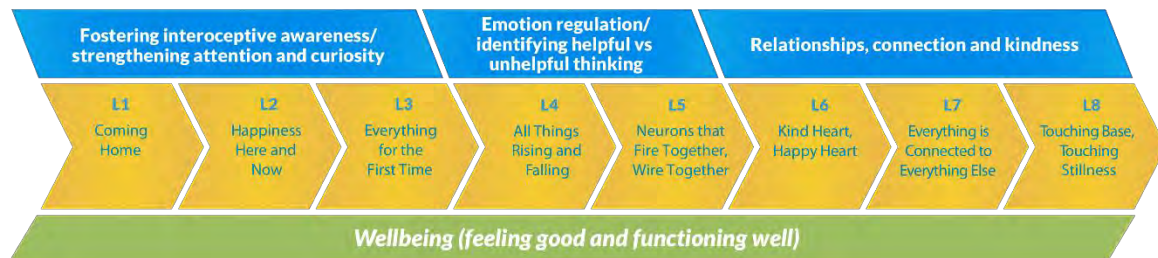 Fostering interoceptive awareness/
strengthening attention and curiosity
Emotion regulation/
identifying helpful vs
unhelpful thinking
Relationships, connection and kindness
L1
Coming
Home
L2
Happiness
Here and
Now
L3
Everything
for the
First Time
L4
All Things
Rising and
Falling
L5
Neurons that
Fire Together,
Wire Together
L6
Kind Heart,
Happy Heart
L7
Everything is
Connected to
Everything Else
L8
Touching Base,
Touching
Stillness
Wellbeing (feeling good and functioning well)